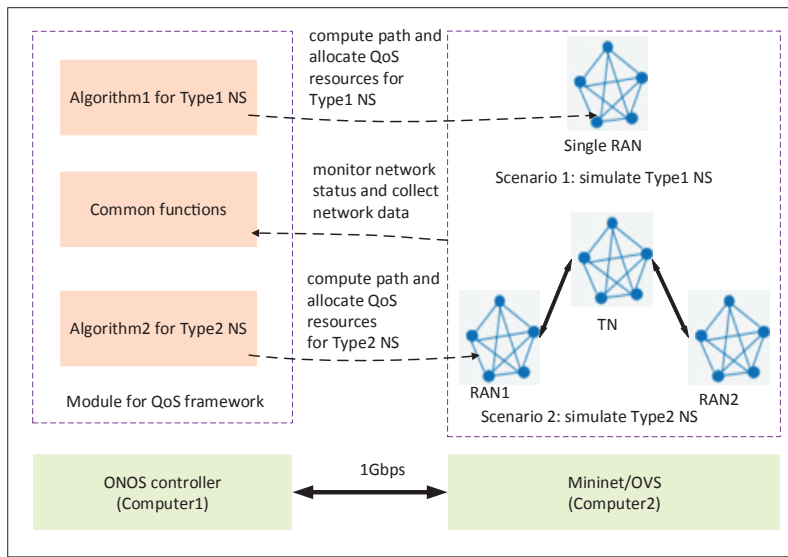 compute path and
allocate QoS
resources for
Type1 NS
Algorithm1 for Type1 NS
Single RAN
Scenario 1: simulate Type1 NS
monitor network
status and collect
network data
Common functions
compute path and
allocate QoS
resources
for Type2 NS
Algorithm2 for Type2 NS
TN
RAN1
RAN2
Module for QoS framework
Scenario 2: simulate Type2 NS
ONOS controller
(Computer1)
1Gbps
Mininet/OVS
(Computer2)